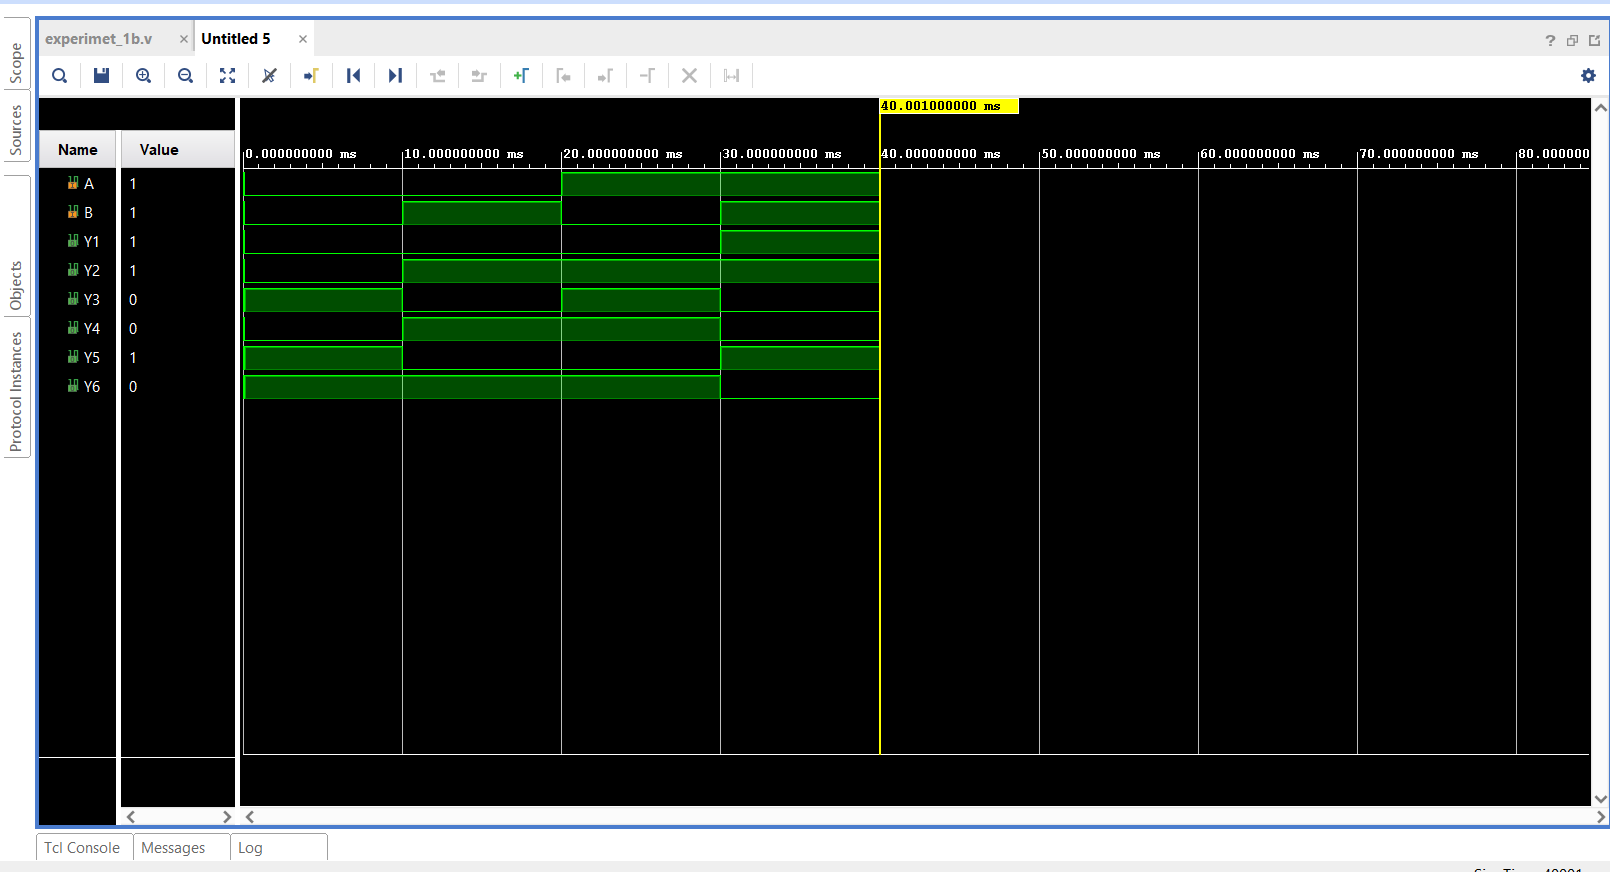 experimet_1b.v × Untitled 5 ×
?
Scope
Sources
Objects
Protocol Instances
40.001000000 ms
Name Value
0.000000000 ms 10.000000000 ms 20.000000000 ms 30.000000000 ms 40.000000000 ms 50.000000000 ms 60.000000000 ms 70.000000000 ms 80.000000
A 1
B 1
Y1 1
Y2 1
Y3 0
Y4 0
Y5 1
Y6 0
Tcl Console Messages Log